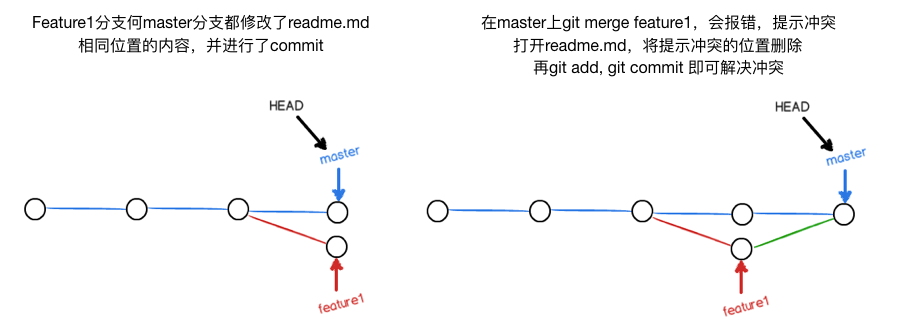 Feature1分支何master分支都修改了readme.md
相同位置的内容，并进行了commit
HEAD
master
feature1
在master上git merge feature1，会报错，提示冲突
打开readme.md，将提示冲突的位置删除
再git add, git commit 即可解决冲突
HEAD
master
feature1